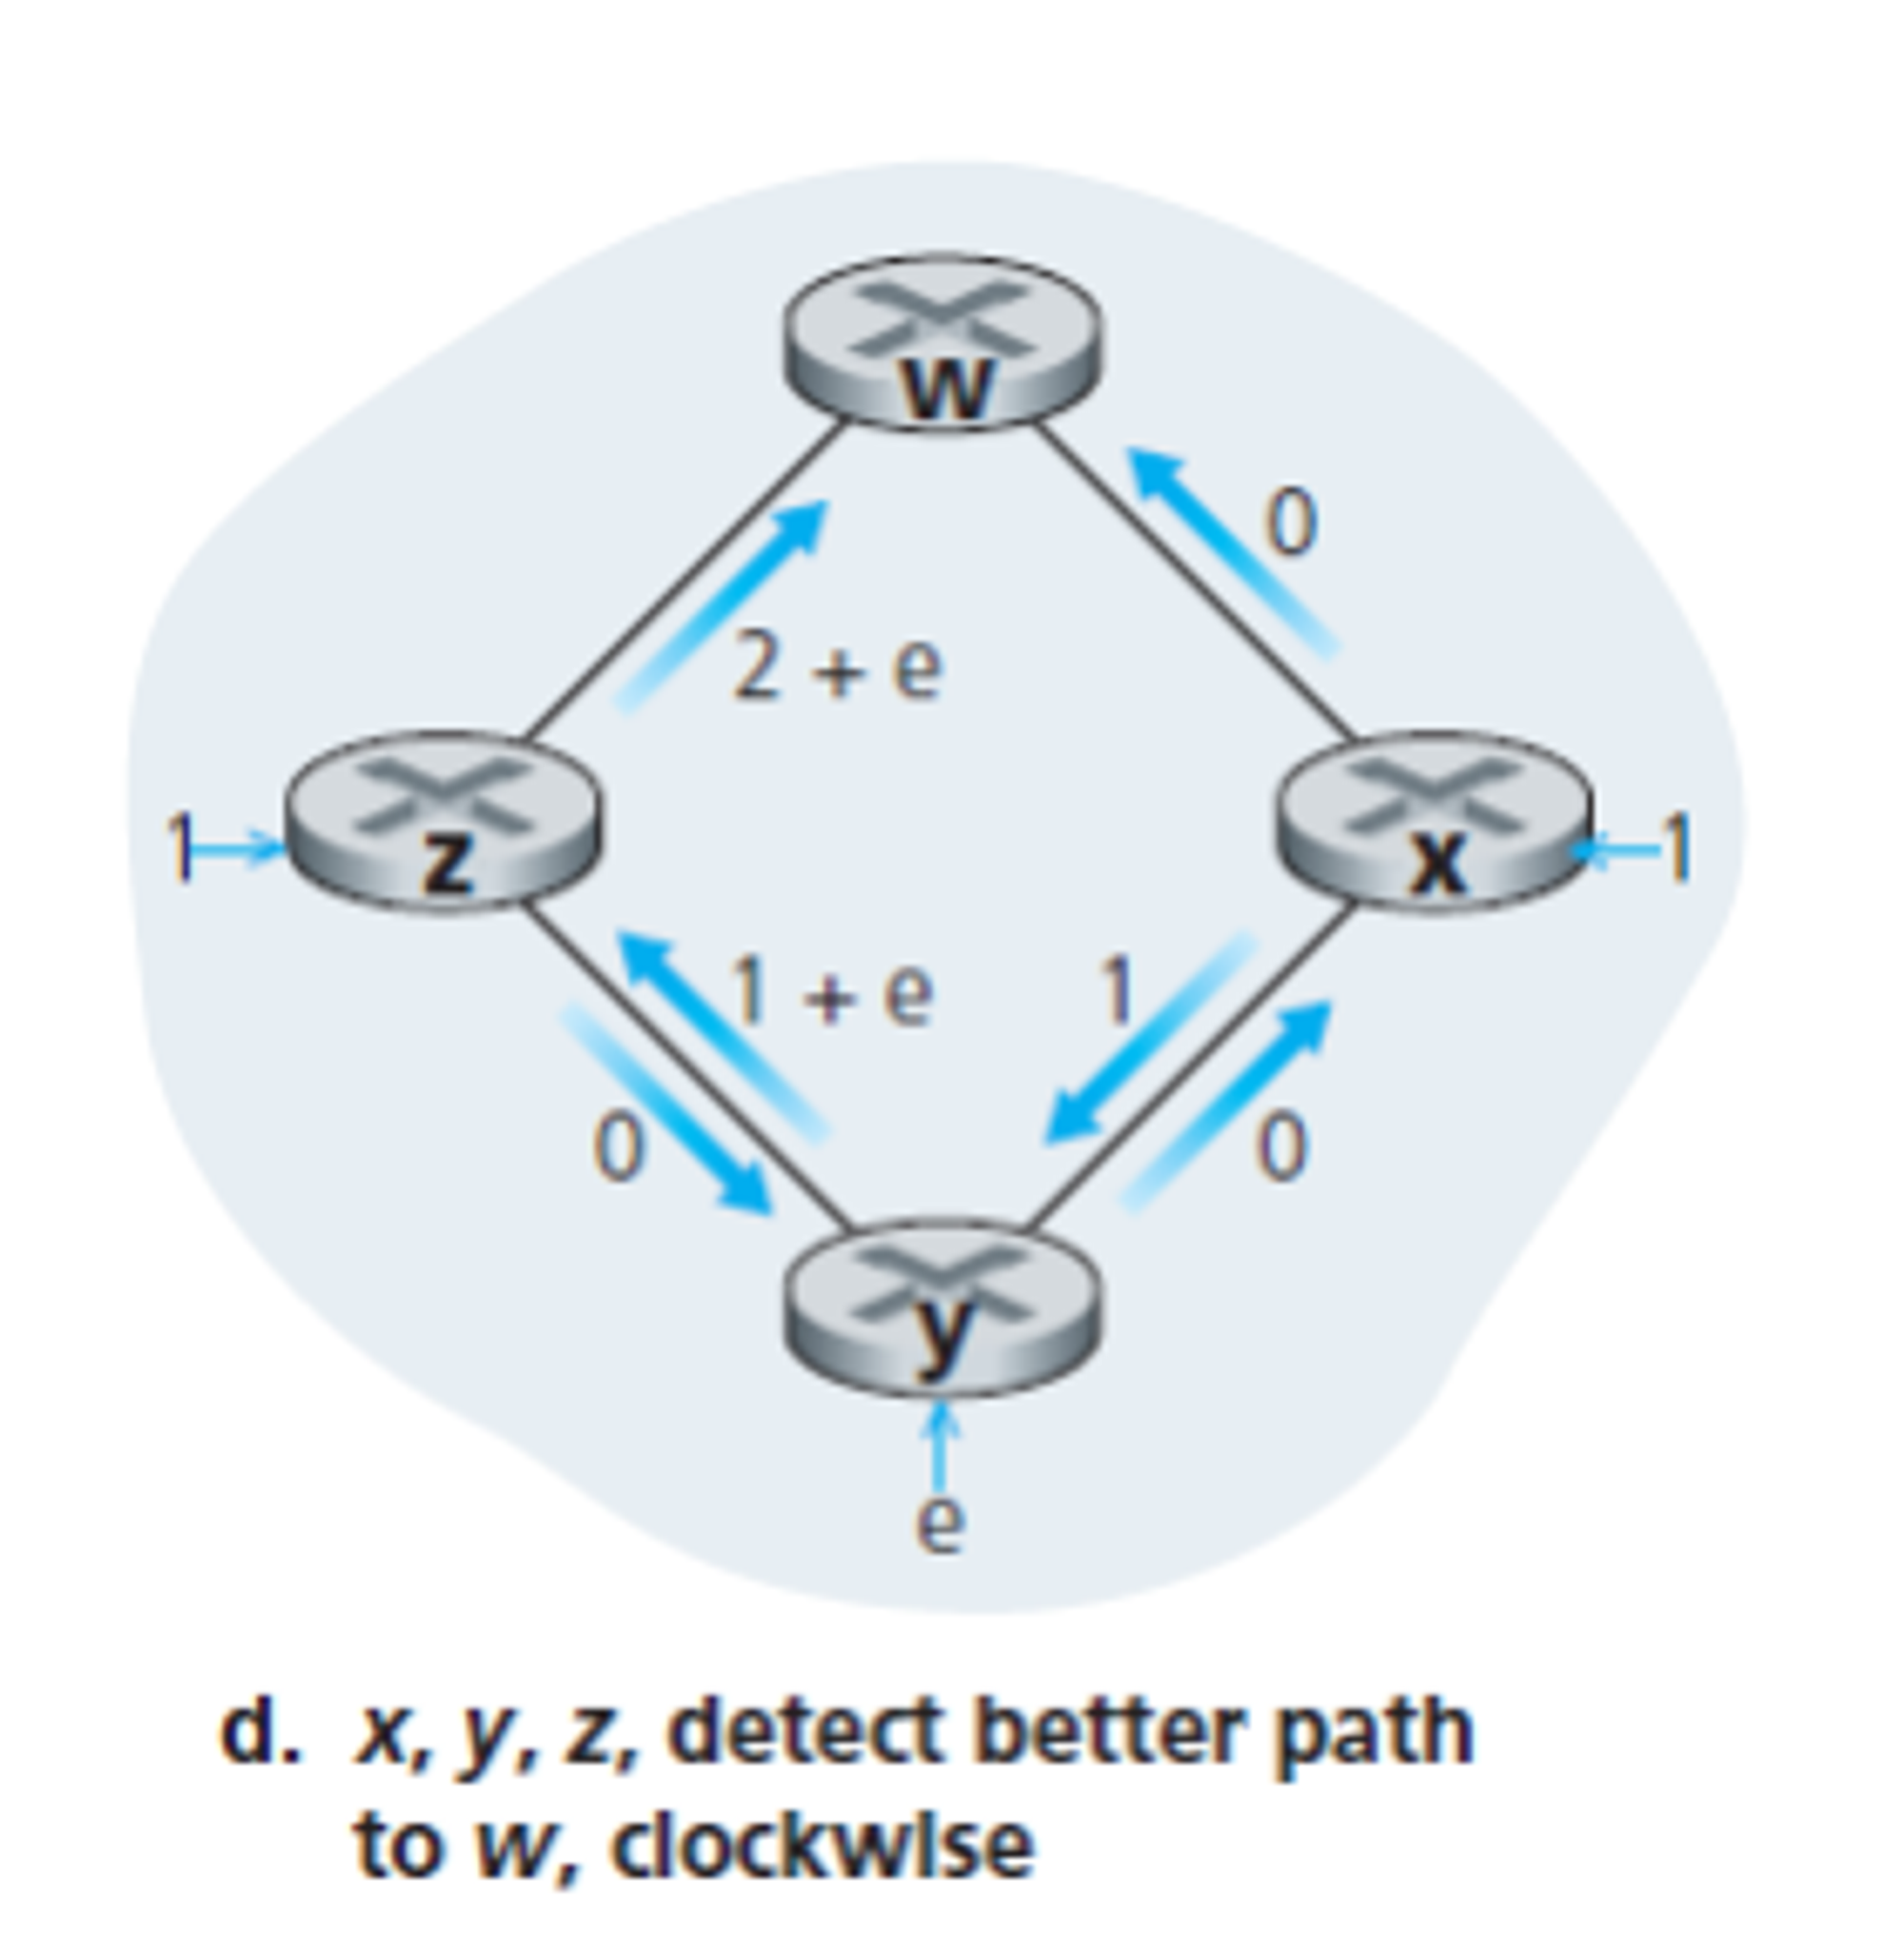 w
0
2 + e
1
z
x
1
1 + e
1
0
0
y
e
d. x, y, z, detect better path
to w, clockwise